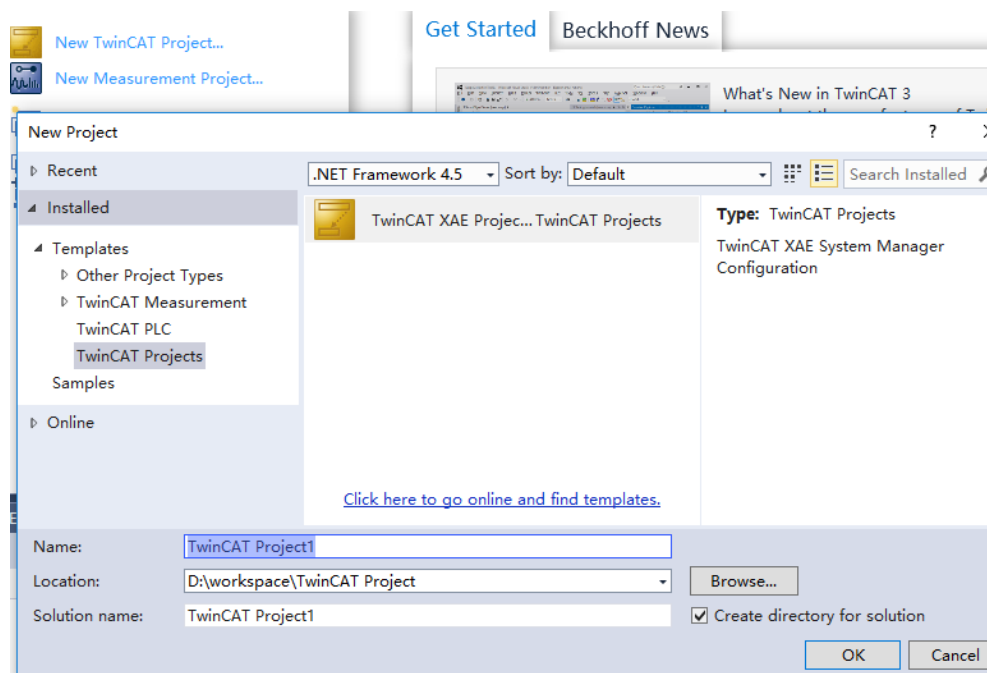 Get Started Beckhoff News
New TwinCAT Project...
New Measurement Project...
What's New in TwinCAT 3
New Project ?
Recent .NET Framework 4.5 Sort by: Default Search Installed
Installed TwinCAT XAE Projec... TwinCAT Projects Type: TwinCAT Projects
Templates TwinCAT XAE System Manager
Other Project Types Configuration
TwinCAT Measurement
TwinCAT PLC
TwinCAT Projects
Samples
Online
Click here to go online and find templates.
Name: TwinCAT Project1
Location: D:\workspace\TwinCAT Project Browse...
Solution name: TwinCAT Project1 Create directory for solution
OK Cancel